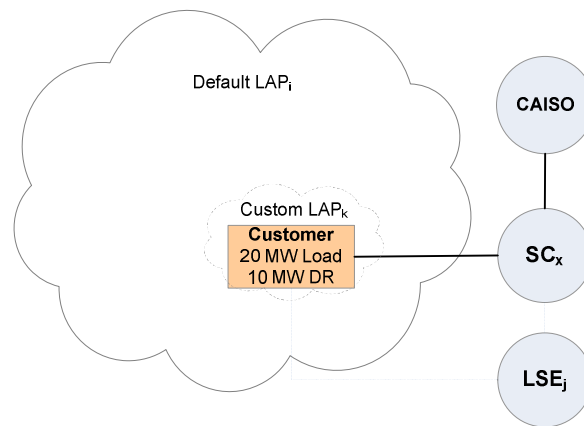 Default LAPi
CAISO
Custom LAPk
Customer
20 MW Load
10 MW DR
SCx
LSEj